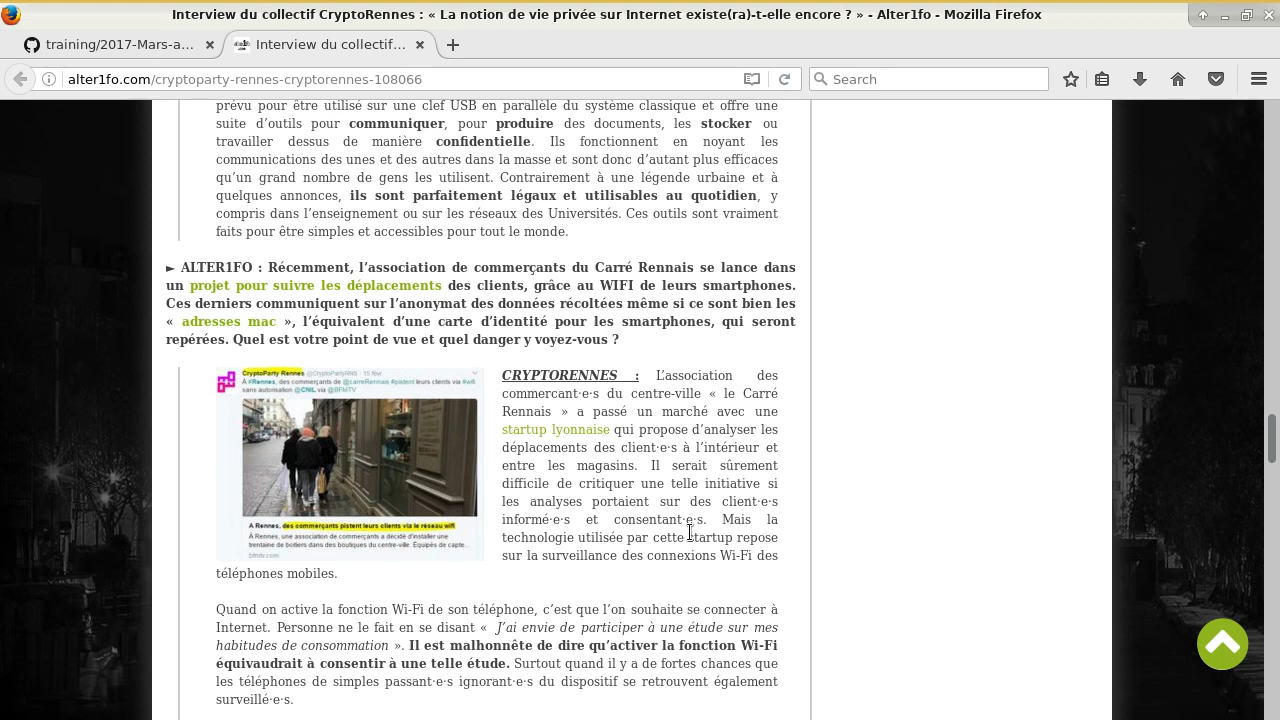 Interview du collectif CryptoRennes : « La notion de vie privée sur Internet existe(ra)-t-elle encore ? » - Alter1fo - Mozilla Firefox
training/2017-Mars-a…
Interview du collectif…
alter1fo.com/cryptoparty-rennes-cryptorennes-108066
Search
prévu pour être utilisé sur une clef USB en parallèle du système classique et offre une
suite d’outils pour communiquer, pour produire des documents, les stocker ou
travailler dessus de manière confidentielle. Ils fonctionnent en noyant les
communications des unes et des autres dans la masse et sont donc d’autant plus efficaces
qu’un grand nombre de gens les utilisent. Contrairement à une légende urbaine et à
quelques annonces, ils sont parfaitement légaux et utilisables au quotidien, y
compris dans l’enseignement ou sur les réseaux des Universités. Ces outils sont vraiment
faits pour être simples et accessibles pour tout le monde.
► ALTER1FO : Récemment, l’association de commerçants du Carré Rennais se lance dans
un projet pour suivre les déplacements des clients, grâce au WIFI de leurs smartphones.
Ces derniers communiquent sur l’anonymat des données récoltées même si ce sont bien les
« adresses mac », l’équivalent d’une carte d’identité pour les smartphones, qui seront
repérées. Quel est votre point de vue et quel danger y voyez-vous ?
CryptoParty Rennes @CryptoPartyRNS · 15 févr.
À #Rennes, des commerçants de @carreRennais #pistent leurs clients via #wifi
sans autorisation @CNIL via @BFMTV
À Rennes, des commerçants pistent leurs clients via le réseau wifi
À Rennes, une association de commerçants a décidé d'installer une
trentaine de boîtiers dans des boutiques du centre-ville. Équipés de capte...
bfmtv.com
CRYPTORENNES : L’association des
commercant·e·s du centre-ville « le Carré
Rennais » a passé un marché avec une
startup lyonnaise qui propose d’analyser les
déplacements des client·e·s à l’intérieur et
entre les magasins. Il serait sûrement
difficile de critiquer une telle initiative si
les analyses portaient sur des client·e·s
informé·e·s et consentant·e·s. Mais la
technologie utilisée par cette startup repose
sur la surveillance des connexions Wi-Fi des
téléphones mobiles.
Quand on active la fonction Wi-Fi de son téléphone, c’est que l’on souhaite se connecter à
Internet. Personne ne le fait en se disant « J’ai envie de participer à une étude sur mes
habitudes de consommation ». Il est malhonnête de dire qu’activer la fonction Wi-Fi
équivaudrait à consentir à une telle étude. Surtout quand il y a de fortes chances que
les téléphones de simples passant·e·s ignorant·e·s du dispositif se retrouvent également
surveillé·e·s.